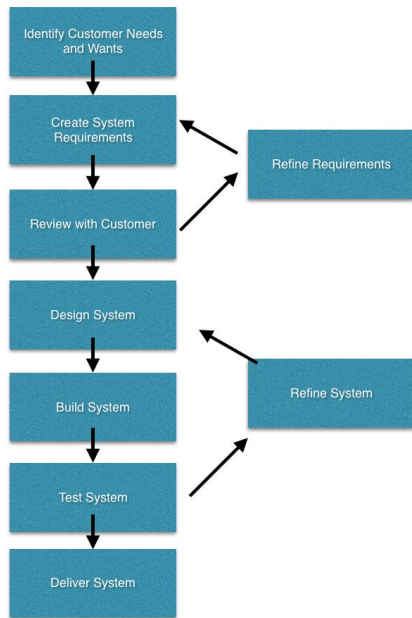 Identify Customer Needs
and Wants
Create System
Requirements
Refine Requirements
Review with Customer
Design System
Refine System
Build System
Test System
Deliver System